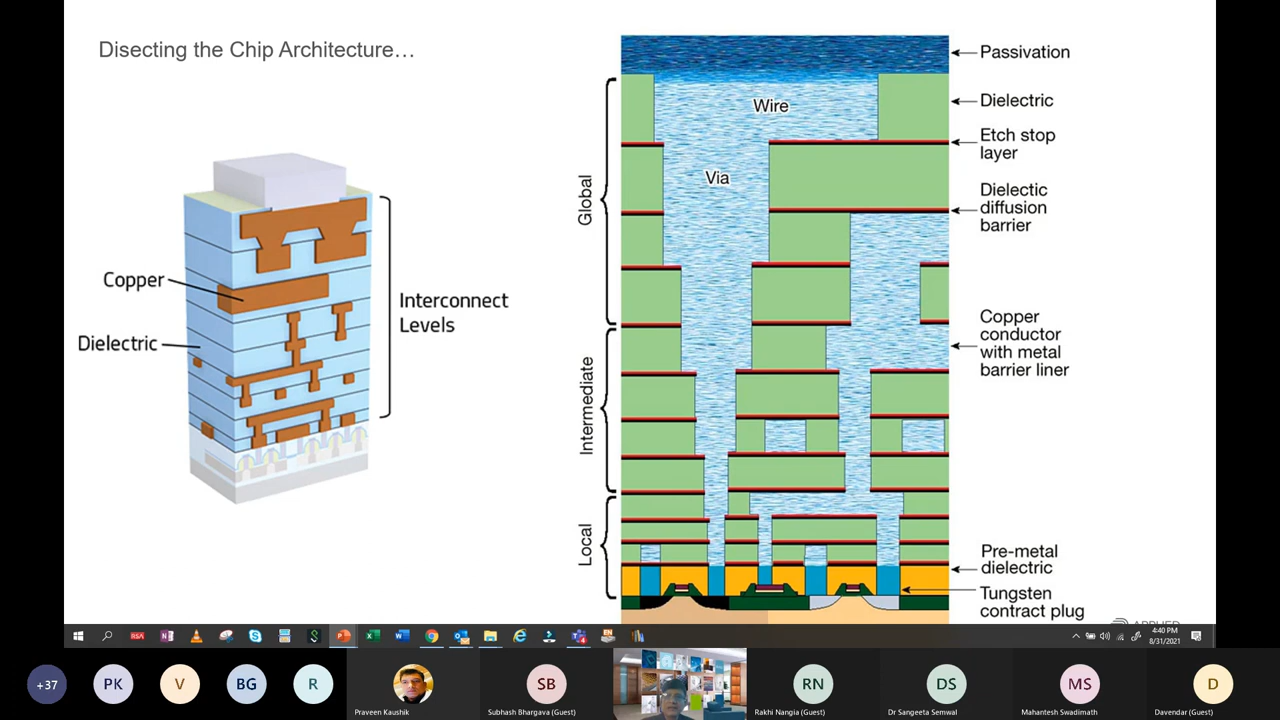 Disecting the Chip Architecture…
Copper
Dielectric
Interconnect
Levels
Global
Intermediate
Local
Wire
Via
Passivation
Dielectric
Etch stop
layer
Dielectic
diffusion
barrier
Copper
conductor
with metal
barrier liner
Pre-metal
dielectric
Tungsten
contract plug
RSA
4:40 PM
8/31/2021
+37
PK
V
BG
R
Praveen Kaushik
SB
Subhash Bhargava (Guest)
RN
Rakhi Nangia (Guest)
DS
Dr Sangeeta Semwal
MS
Mahantesh Swadimath
D
Davendar (Guest)